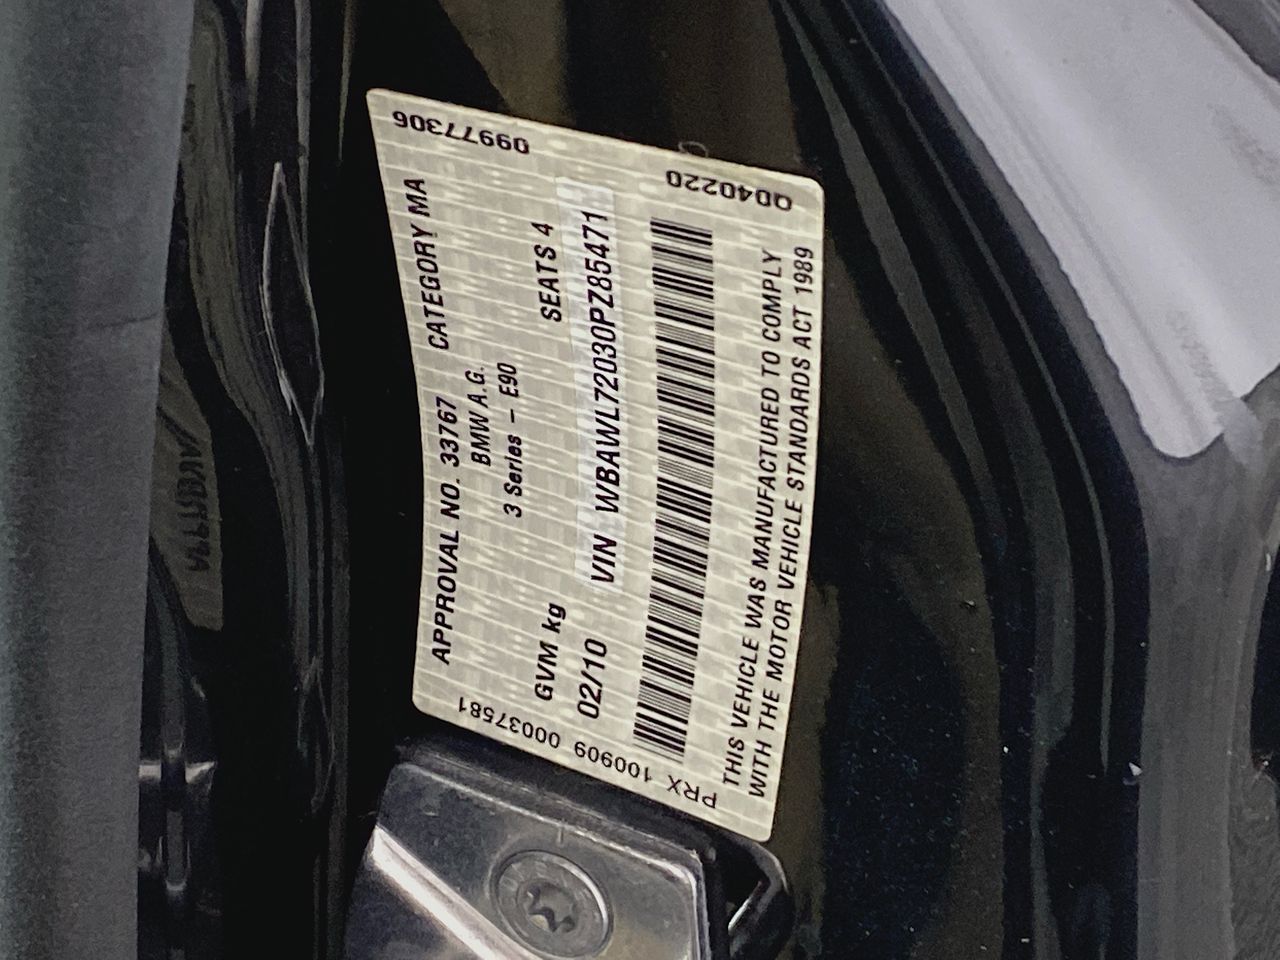 APPROVAL NO. 33767 CATEGORY MA
BMW A.G.
3 Series - E90
GVM kg SEATS 4
02/10 VIN WBAWL72030PZ85471
THIS VEHICLE WAS MANUFACTURED TO COMPLY
WITH THE MOTOR VEHICLE STANDARDS ACT 1989
09977306
QD40220
PRX 100909 00037581